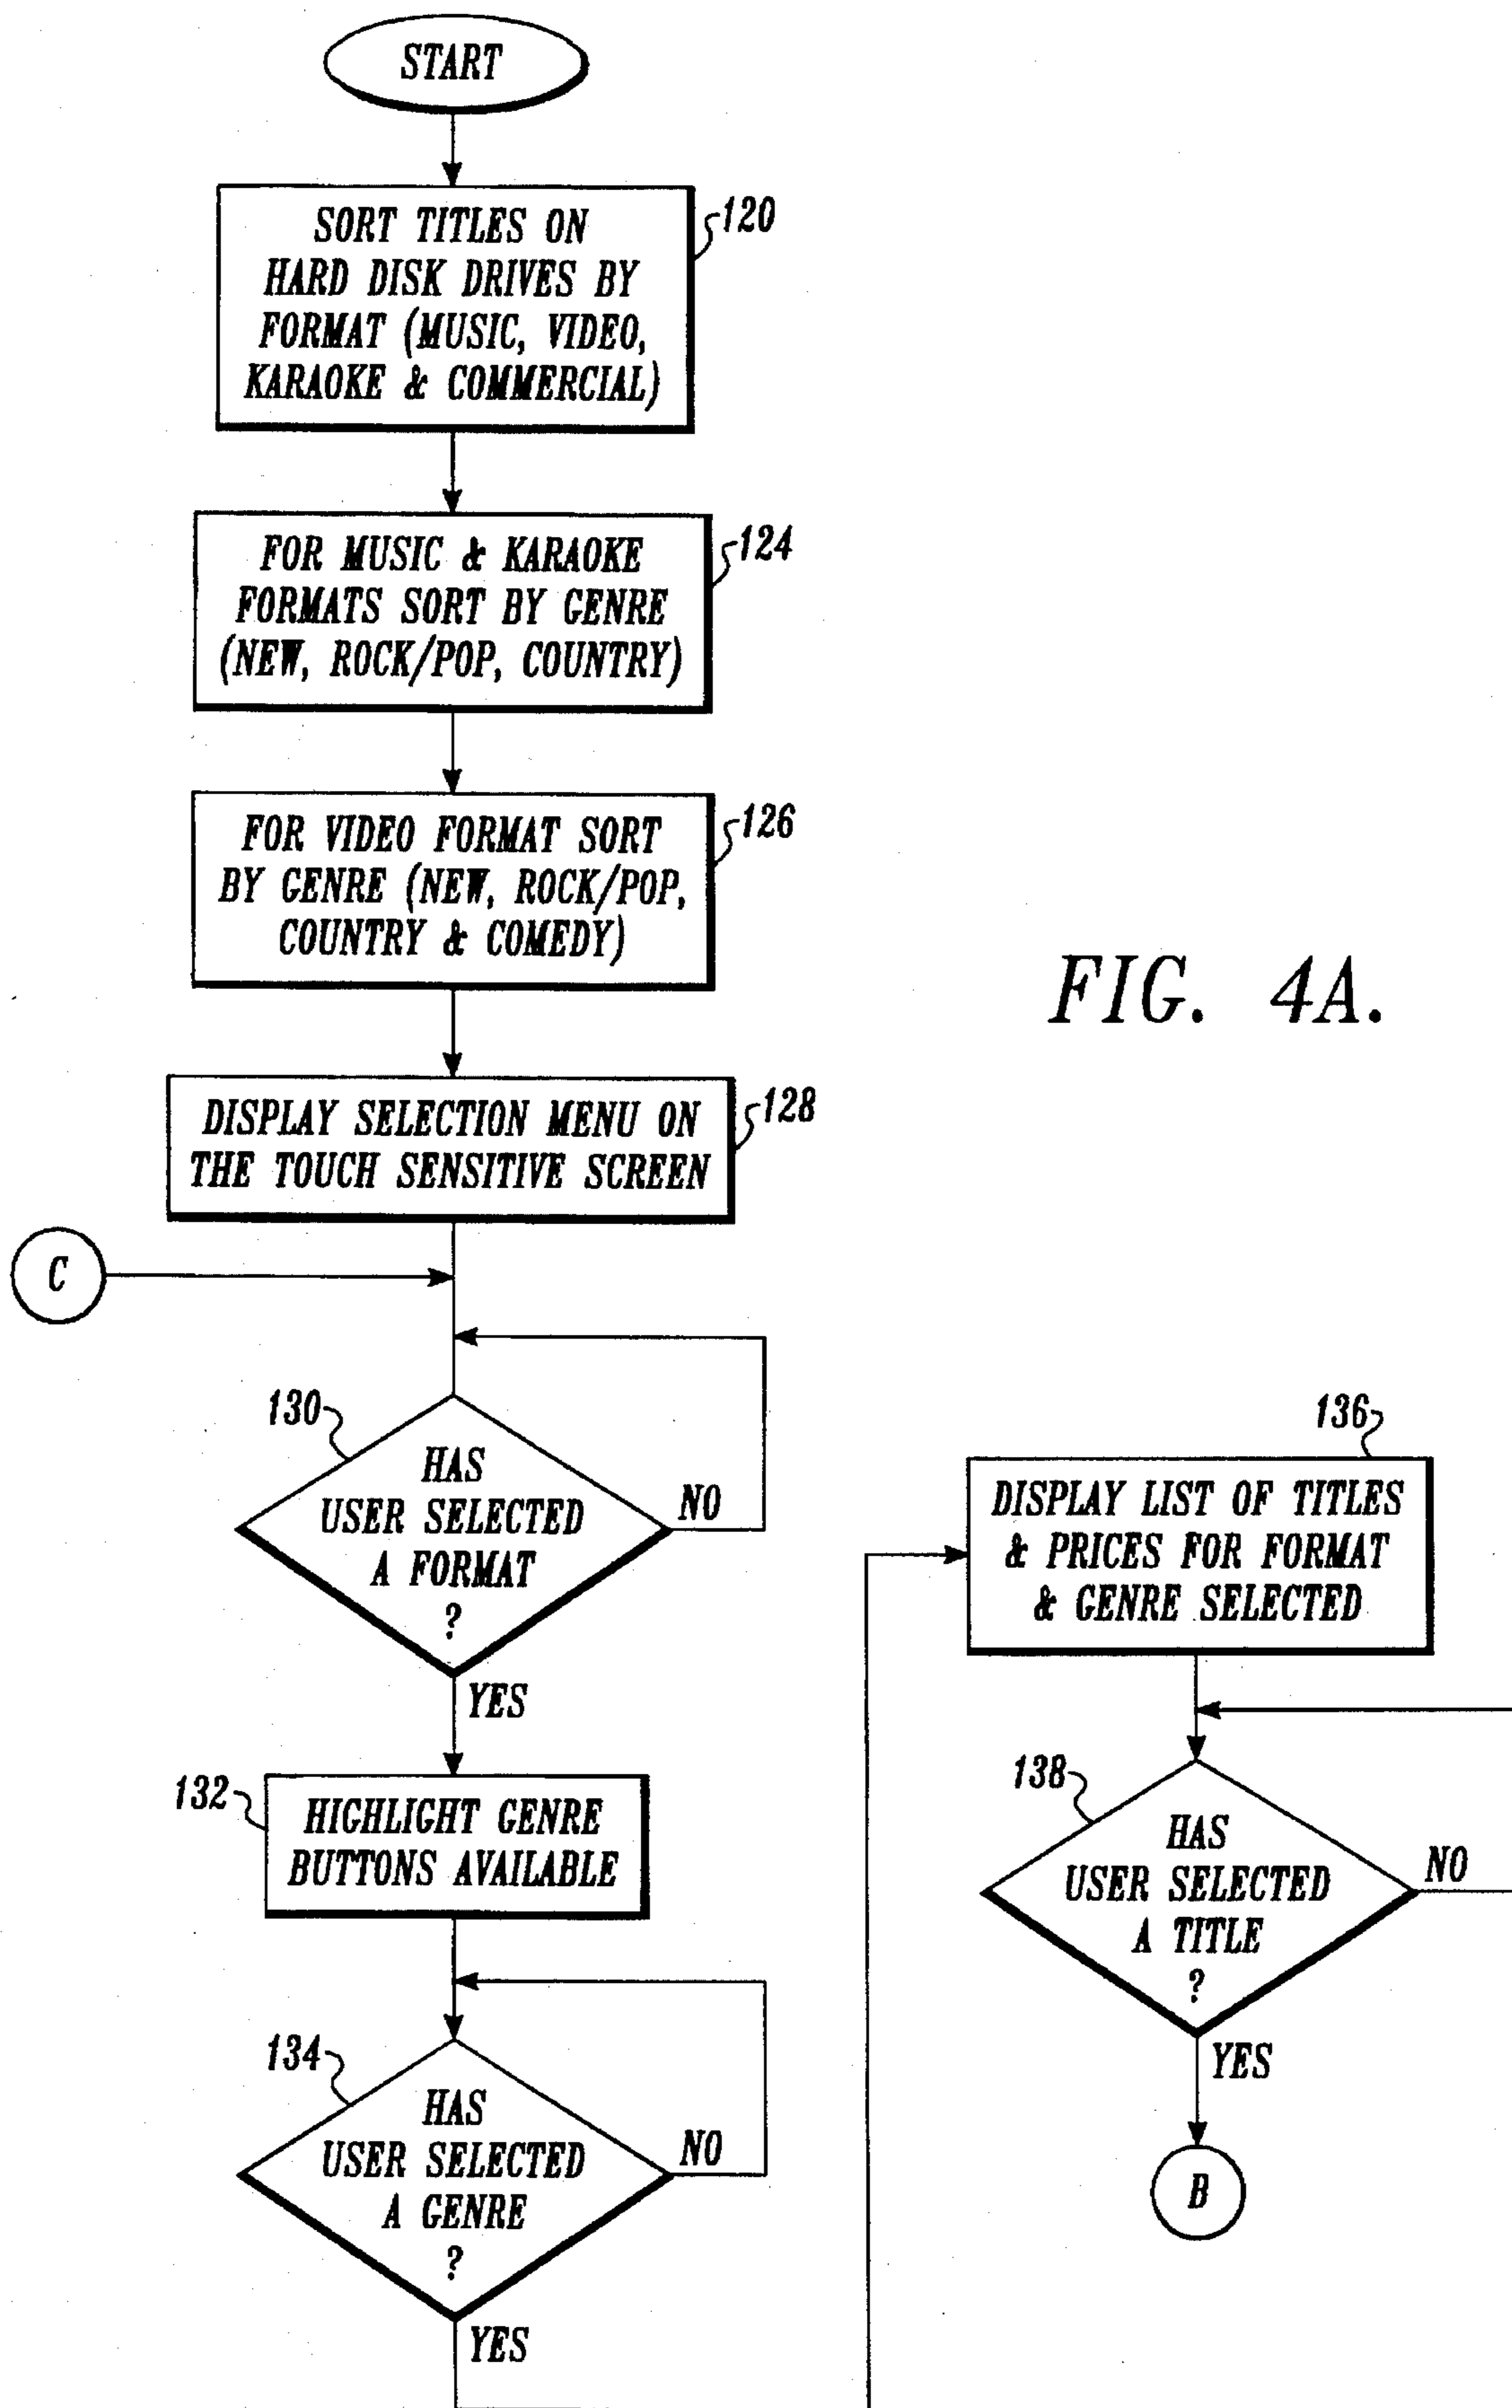 START
SORT TITLES ON
HARD DISK DRIVES BY
FORMAT (MUSIC, VIDEO,
KARAOKE & COMMERCIAL)
120
FOR MUSIC & KARAOKE
FORMATS SORT BY GENRE
(NEW, ROCK/POP, COUNTRY)
124
FOR VIDEO FORMAT SORT
BY GENRE (NEW, ROCK/POP,
COUNTRY & COMEDY)
126
FIG. 4A.
DISPLAY SELECTION MENU ON
THE TOUCH SENSITIVE SCREEN
128
C
130
HAS
USER SELECTED
A FORMAT
?
NO
YES
132
HIGHLIGHT GENRE
BUTTONS AVAILABLE
134
HAS
USER SELECTED
A GENRE
?
NO
YES
136
DISPLAY LIST OF TITLES
& PRICES FOR FORMAT
& GENRE SELECTED
138
HAS
USER SELECTED
A TITLE
?
NO
YES
B